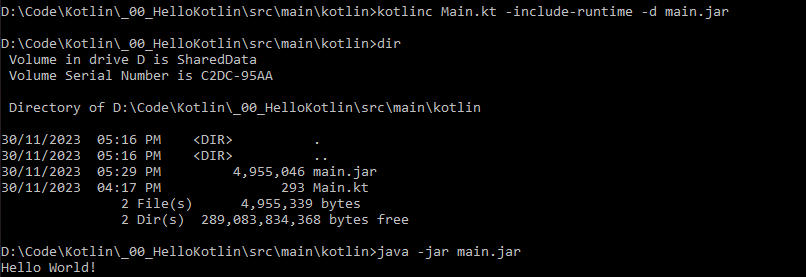 D:\Code\Kotlin\_00_HelloKotlin\src\main\kotlin>kotlinc Main.kt -include-runtime -d main.jar
D:\Code\Kotlin\_00_HelloKotlin\src\main\kotlin>dir
 Volume in drive D is SharedData
 Volume Serial Number is C2DC-95AA
 Directory of D:\Code\Kotlin\_00_HelloKotlin\src\main\kotlin
30/11/2023  05:16 PM    <DIR>          .
30/11/2023  05:16 PM    <DIR>          ..
30/11/2023  05:29 PM         4,955,046 main.jar
30/11/2023  04:17 PM               293 Main.kt
               2 File(s)      4,955,339 bytes
               2 Dir(s)  289,083,834,368 bytes free
D:\Code\Kotlin\_00_HelloKotlin\src\main\kotlin>java -jar main.jar
Hello World!